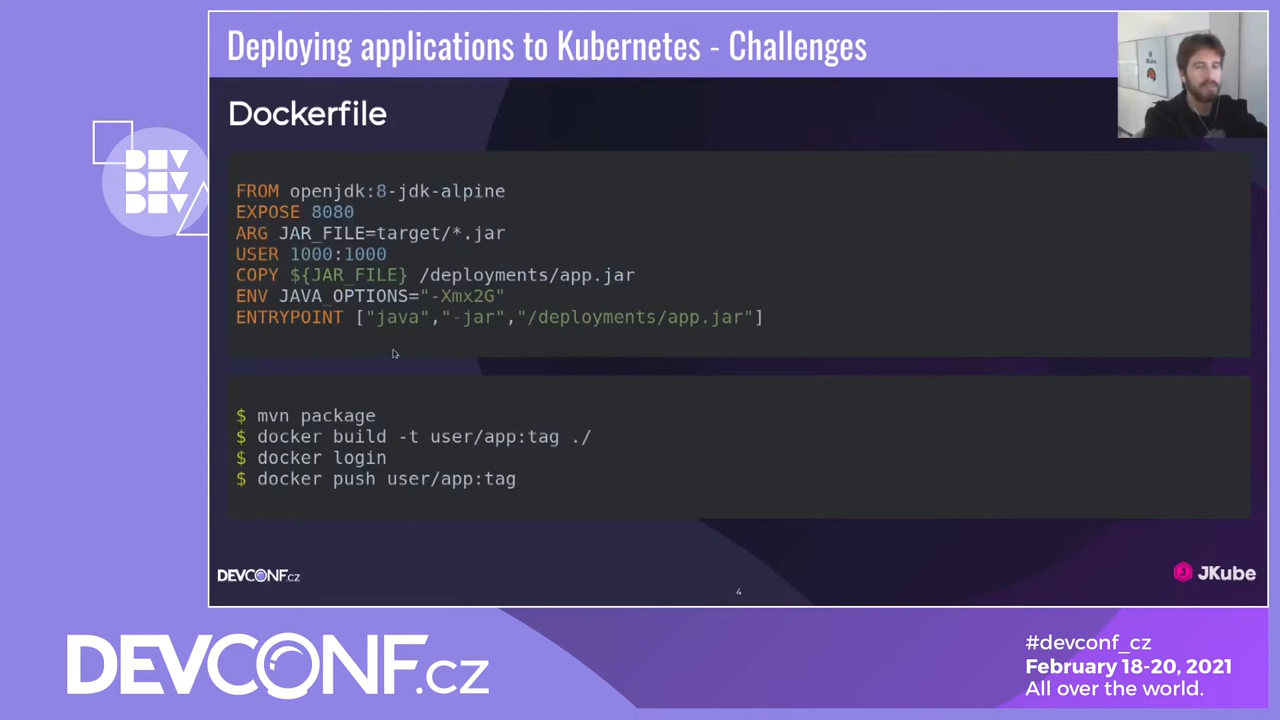 Deploying applications to Kubernetes - Challenges
Dockerfile
DEV
DEV
DEV
FROM openjdk:8-jdk-alpine
EXPOSE 8080
ARG JAR_FILE=target/*.jar
USER 1000:1000
COPY ${JAR_FILE} /deployments/app.jar
ENV JAVA_OPTIONS="-Xmx2G"
ENTRYPOINT ["java","-jar","/deployments/app.jar"]
$ mvn package
$ docker build -t user/app:tag ./
$ docker login
$ docker push user/app:tag
DEVCONF.cz
4
JKube
DEVCONF.cz
#devconf_cz
February 18-20, 2021
All over the world.